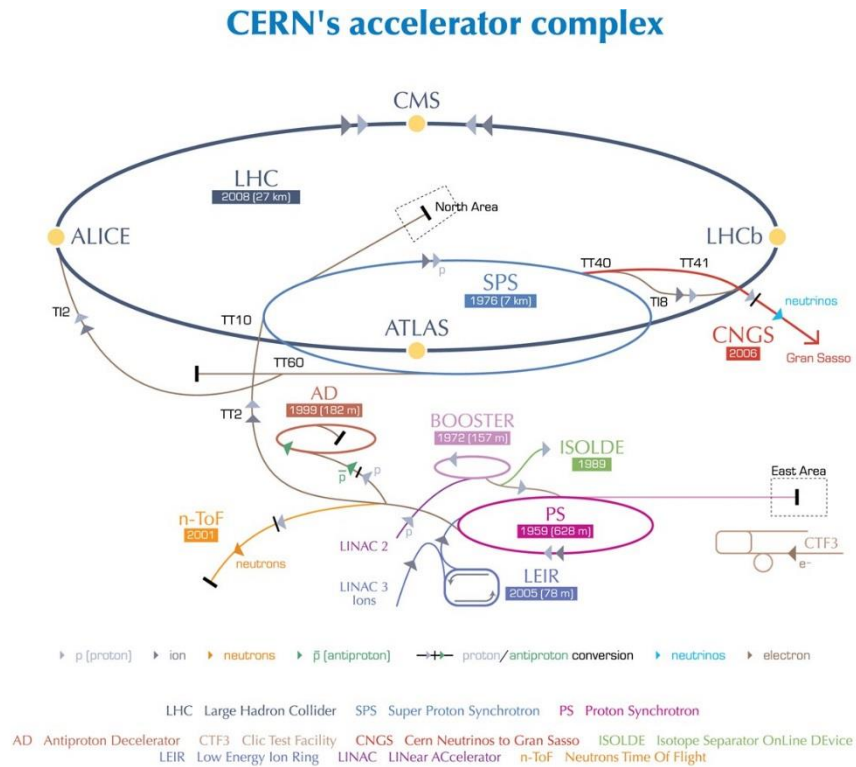 CERN's accelerator complex
CMS
LHC
2008 (27 km)
North Area
ALICE
LHCb
TT40
TT41
p
SPS
1976 (7 km)
TI8
neutrinos
TI2
TT10
CNGS
2006
Gran Sasso
ATLAS
TT60
AD
1999 (182 m)
TT2
BOOSTER
1972 (157 m)
ISOLDE
1989
East Area
p̄
p
n-ToF
2001
p
PS
1959 (628 m)
neutrons
LINAC 2
CTF3
e-
LINAC 3
Ions
LEIR
2005 (78 m)
p (proton)
ion
neutrons
p̄ (antiproton)
proton/antiproton conversion
neutrinos
electron
LHC Large Hadron Collider SPS Super Proton Synchrotron PS Proton Synchrotron
AD Antiproton Decelerator CTF3 Clic Test Facility CNGS Cern Neutrinos to Gran Sasso ISOLDE Isotope Separator OnLine DEvice
LEIR Low Energy Ion Ring LINAC LINear ACcelerator n-ToF Neutrons Time Of Flight